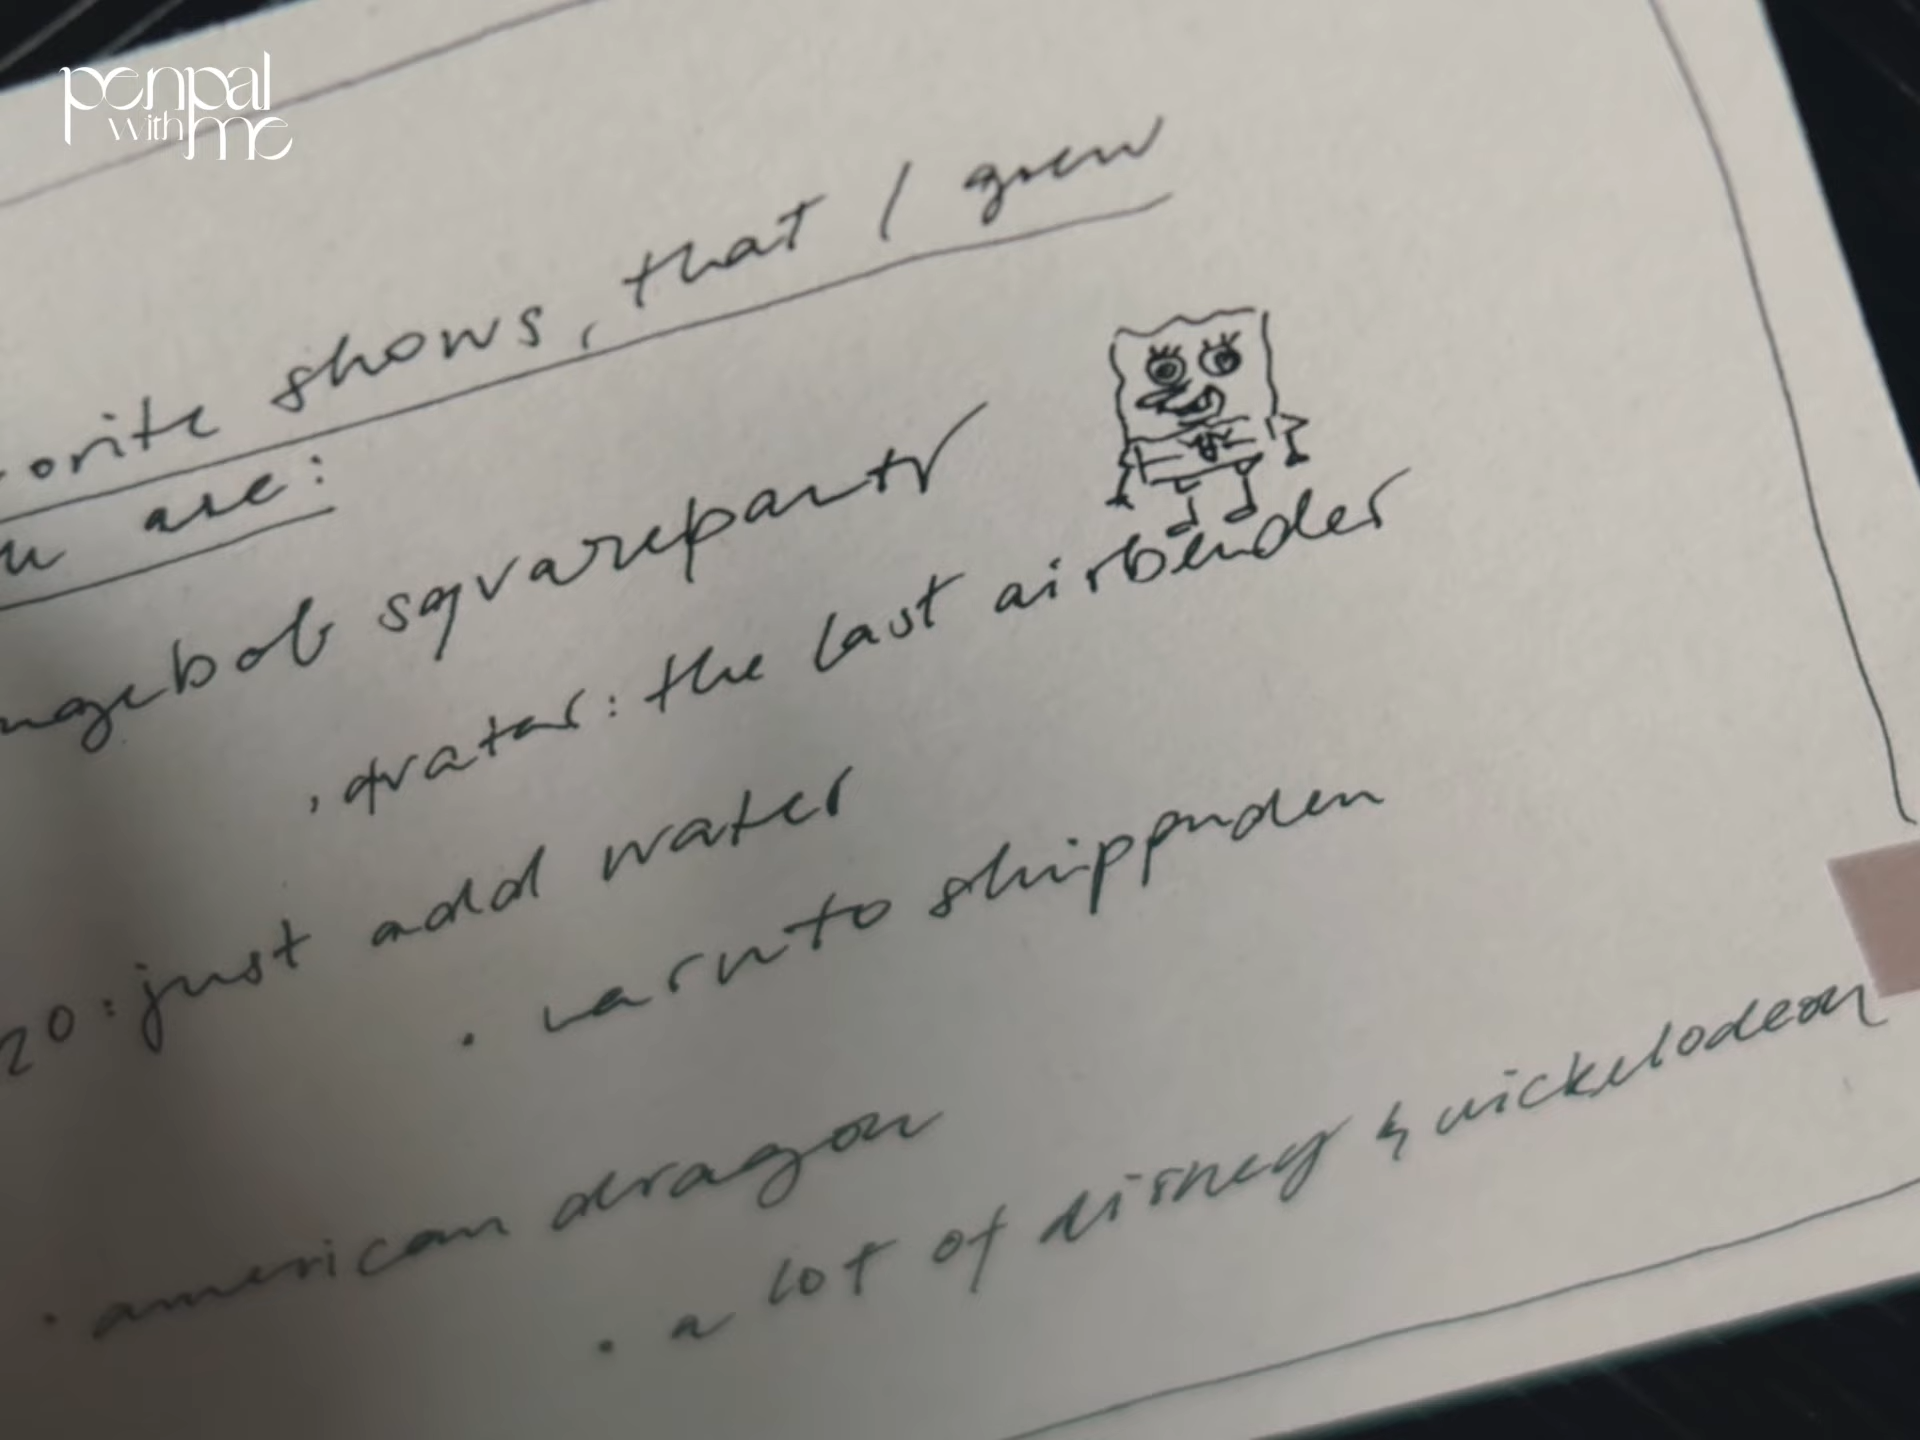 penpal
with me
orite shows, that I grew
are:
ngebob squarepants
• avatar: the last airbender
20: just add water
• naruto shippuden
• american dragon
• a lot of disney & nickelodeon